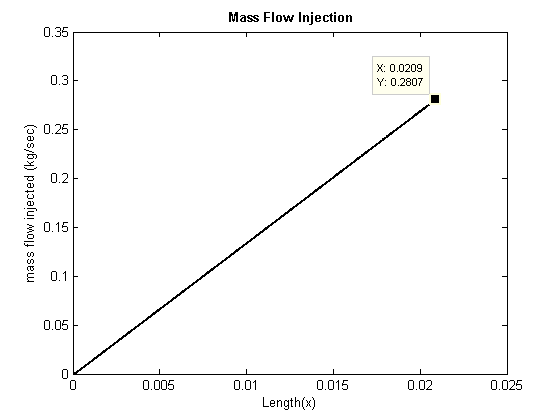 Mass Flow Injection
0.35
0.3
0.25
0.2
0.15
0.1
0.05
0
mass flow injected (kg/sec)
X: 0.0209
Y: 0.2807
0
0.005
0.01
0.015
0.02
0.025
Length(x)